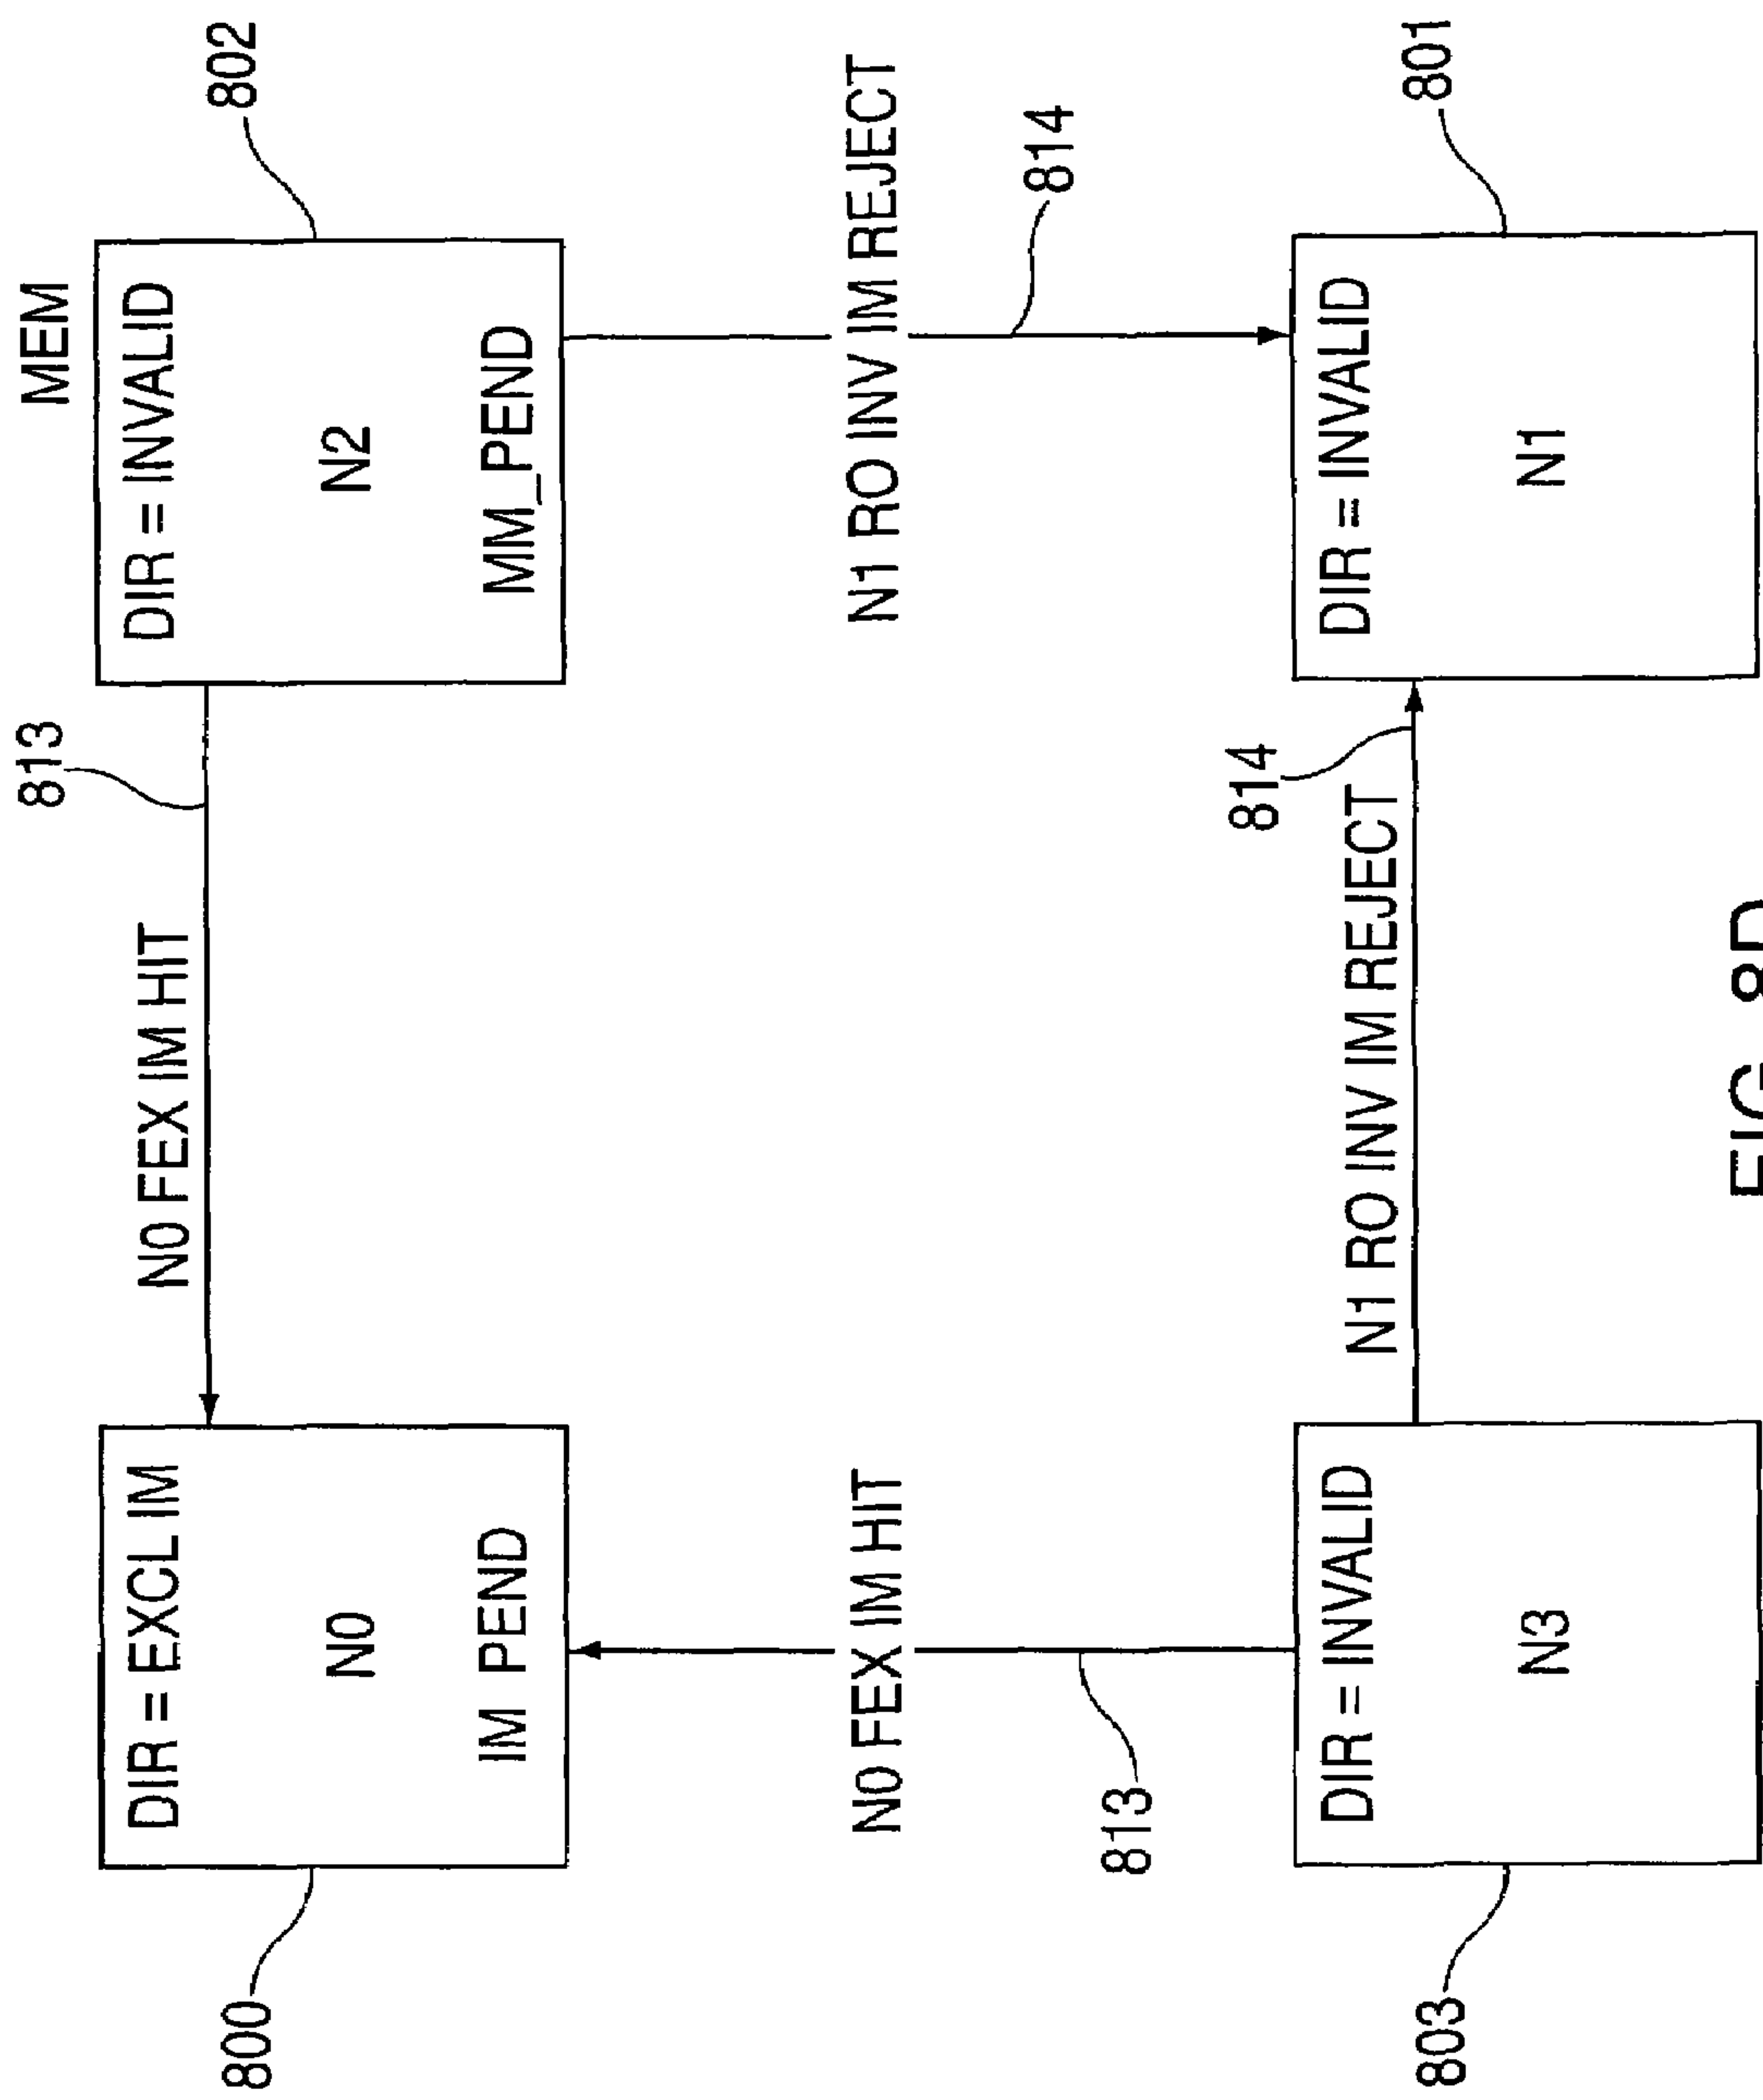 MEM
813
DIR = EXCL IM
N0 FEX IM HIT
DIR = INVALID
800
802
N0
N2
IM PEND
MM_PEND
N0 FEX IM HIT
N1 RO INV IM REJECT
813
814
814
DIR = INVALID
N1 RO INV IM REJECT
DIR = INVALID
803
801
N3
N1
FIG 8D